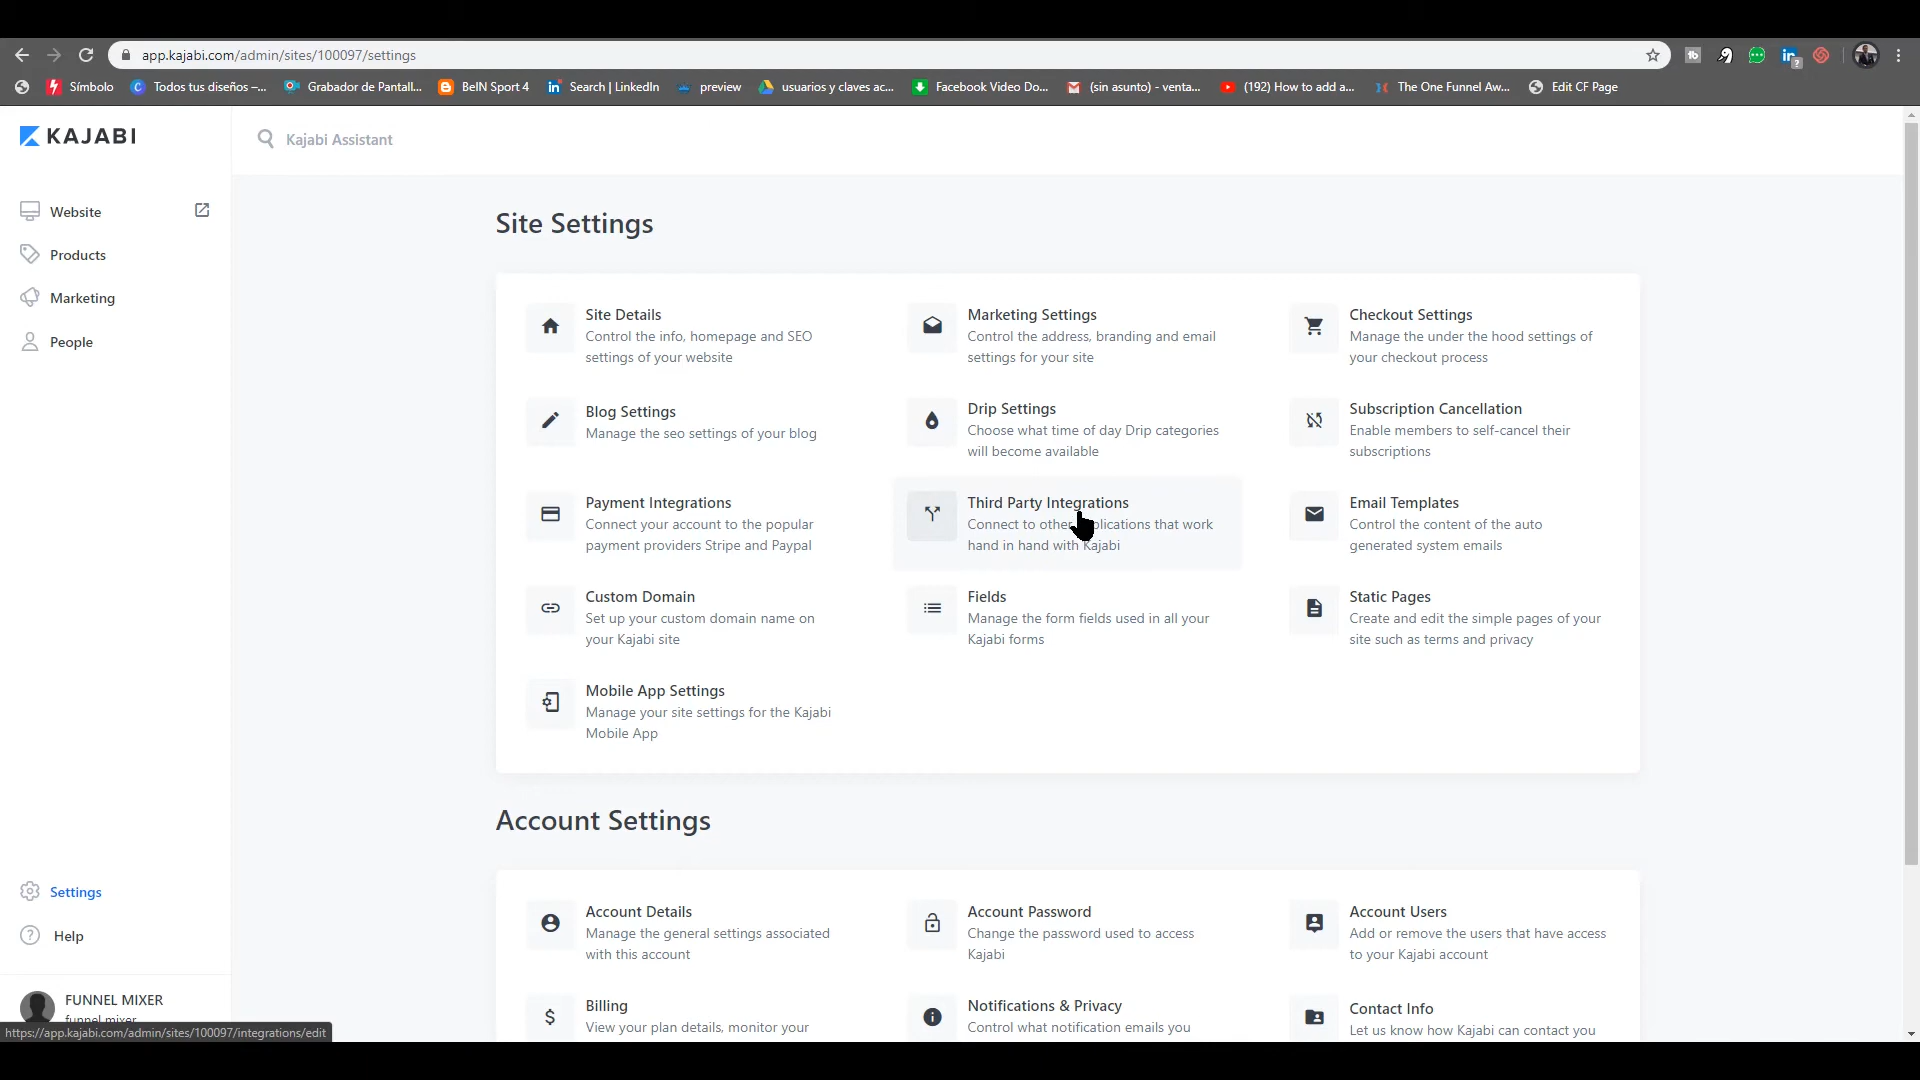 app.kajabi.com/admin/sites/100097/settings
Símbolo
Todos tus diseños –...
Grabador de Pantall...
BeIN Sport 4
Search | LinkedIn
preview
usuarios y claves ac...
Facebook Video Do...
(sin asunto) - venta...
(192) How to add a...
The One Funnel Aw...
Edit CF Page
KAJABI
Kajabi Assistant
Website
Products
Marketing
People
Site Settings
Site Details
Control the info, homepage and SEO
settings of your website
Marketing Settings
Control the address, branding and email
settings for your site
Checkout Settings
Manage the under the hood settings of
your checkout process
Blog Settings
Manage the seo settings of your blog
Drip Settings
Choose what time of day Drip categories
will become available
Subscription Cancellation
Enable members to self-cancel their
subscriptions
Payment Integrations
Connect your account to the popular
payment providers Stripe and Paypal
Third Party Integrations
Connect to other plications that work
hand in hand with Kajabi
Email Templates
Control the content of the auto
generated system emails
Custom Domain
Set up your custom domain name on
your Kajabi site
Fields
Manage the form fields used in all your
Kajabi forms
Static Pages
Create and edit the simple pages of your
site such as terms and privacy
Mobile App Settings
Manage your site settings for the Kajabi
Mobile App
Account Settings
Account Details
Manage the general settings associated
with this account
Account Password
Change the password used to access
Kajabi
Account Users
Add or remove the users that have access
to your Kajabi account
Billing
View your plan details, monitor your
Notifications & Privacy
Control what notification emails you
Contact Info
Let us know how Kajabi can contact you
Settings
Help
FUNNEL MIXER
funnel mixer
https://app.kajabi.com/admin/sites/100097/integrations/edit